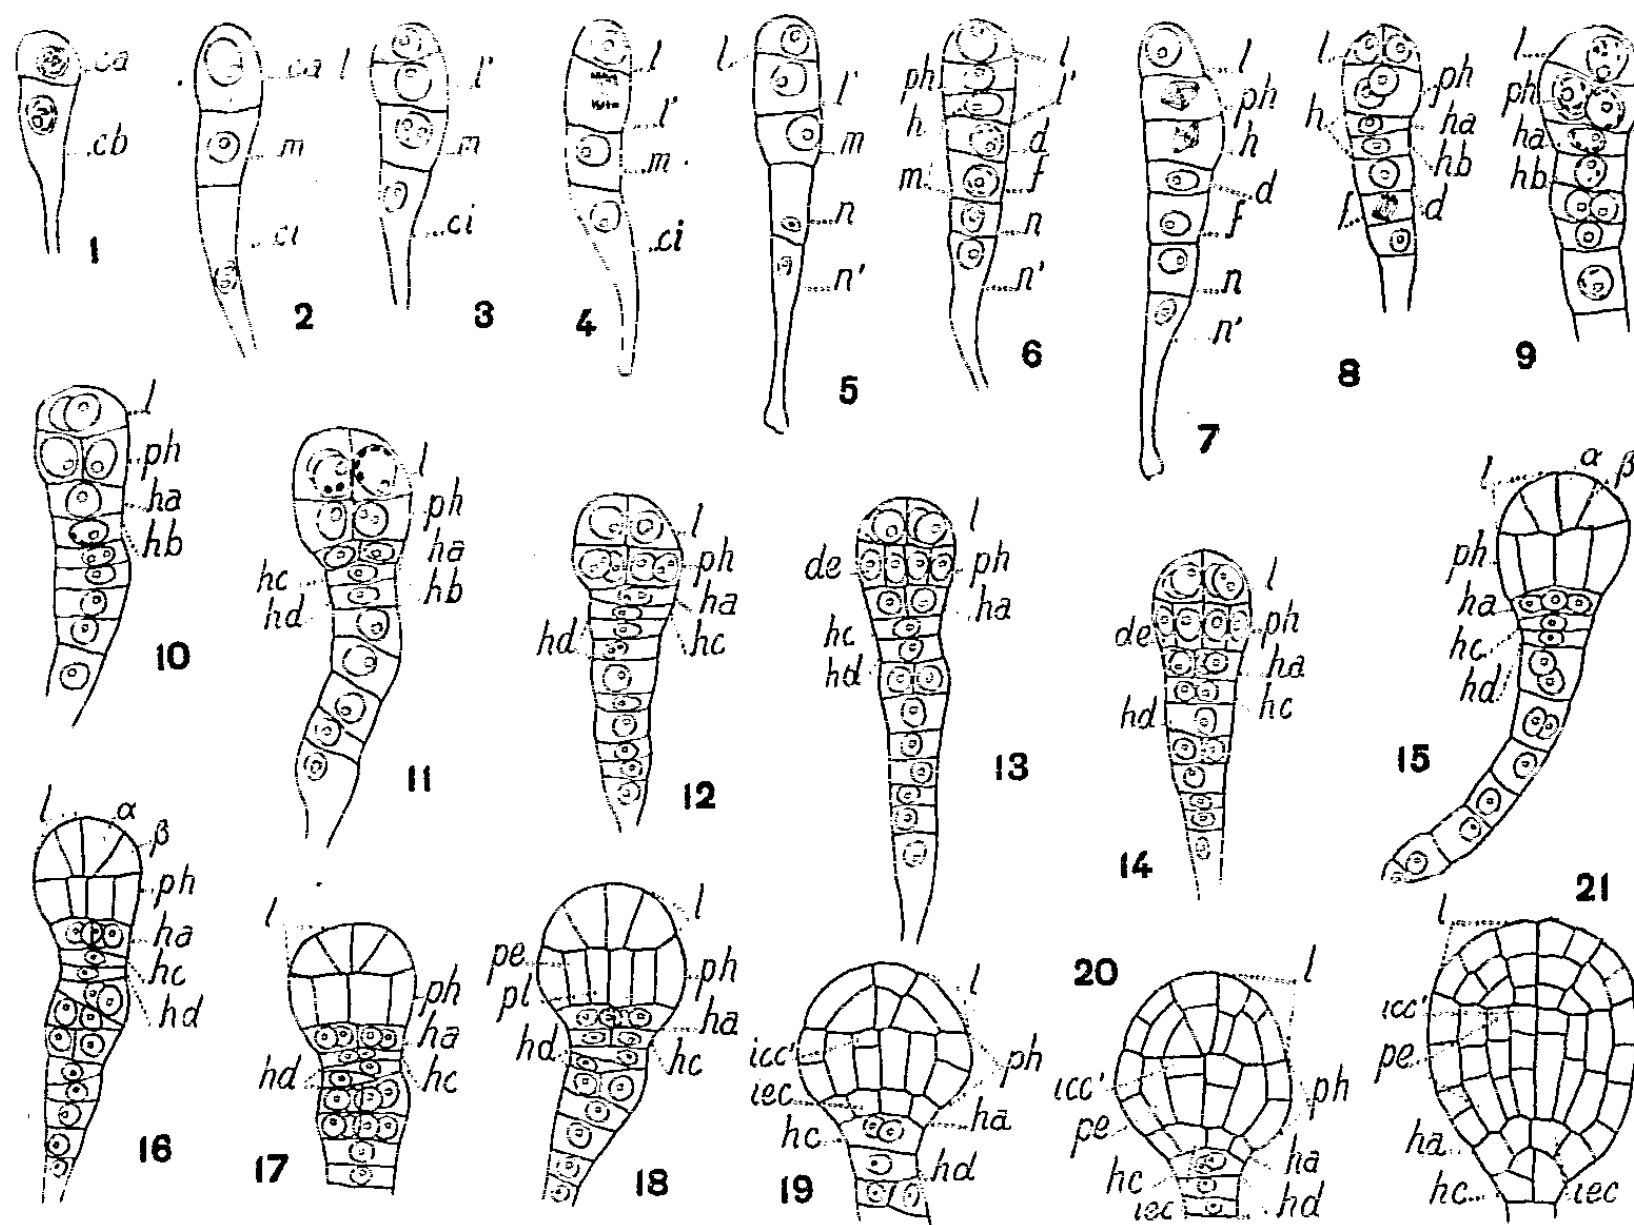 ca
cb
1
ca
m
ci
2
l
l'
m
ci
3
l
l'
m
ci
4
l
l'
m
n
n'
5
l
ph
l'
h
d
m
f
n
n'
6
l
ph
h
d
f
n
n'
7
l
ph
h
ha
hb
d
8
l
ph
ha
hb
9
l
ph
ha
hb
10
l
ph
ha
hc
hb
hd
11
l
ph
ha
hd
hc
12
l
de
ph
ha
hc
hd
13
l
de
ph
ha
hd
hc
14
l
α
β
ph
ha
hc
hd
15
l
α
β
ph
ha
hc
hd
16
l
ph
ha
hd
hc
17
l
pe
ph
pl
ha
hd
hc
18
l
icc'
ph
iec
ha
hc
hd
19
20
l
icc'
ph
pe
ha
hc
iec
hd
21
l
icc'
pe
ha
hc
iec